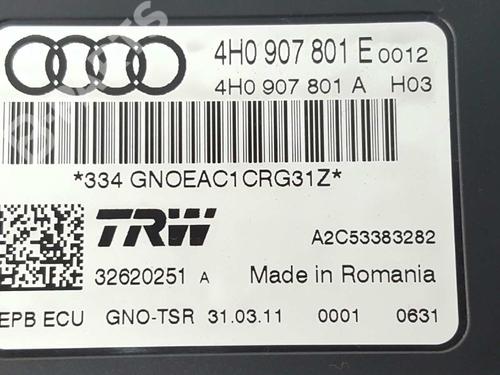 4H0 907 801 E 0012
4H0 907 801 A H03
*334 GNOEAC1CRG31Z*
TRW
A2C53383282
32620251 A Made in Romania
EPB ECU GNO-TSR 31.03.11 0001 0631